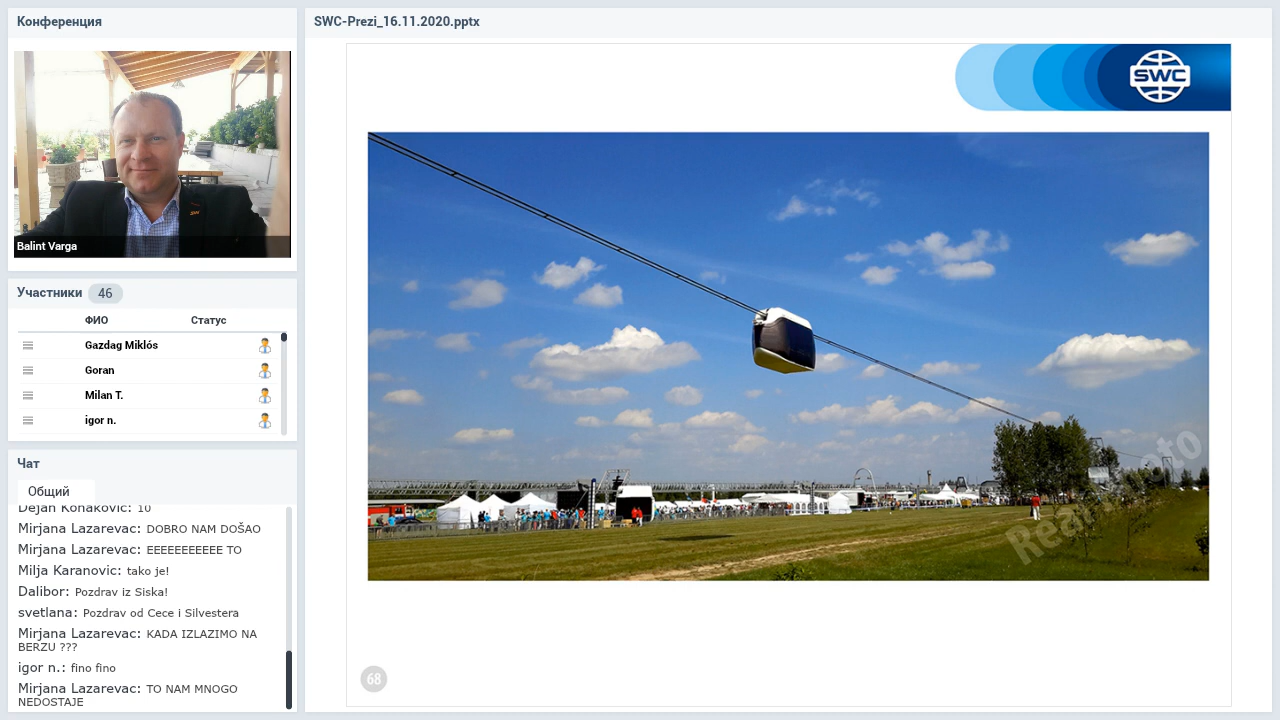 Конференция
Balint Varga
Участники 46
ФИО Статус
Gazdag Miklós
Goran
Milan T.
igor n.
Чат
Общий
Dejan Konakovic: 10
Mirjana Lazarevac: DOBRO NAM DOŠAO
Mirjana Lazarevac: EEEEEEEEEEE TO
Milja Karanovic: tako je!
Dalibor: Pozdrav iz Siska!
svetlana: Pozdrav od Cece i Silvestera
Mirjana Lazarevac: KADA IZLAZIMO NA
BERZU ???
igor n.: fino fino
Mirjana Lazarevac: TO NAM MNOGO
NEDOSTAJE
SWC-Prezi_16.11.2020.pptx
SWC
Real photo
68